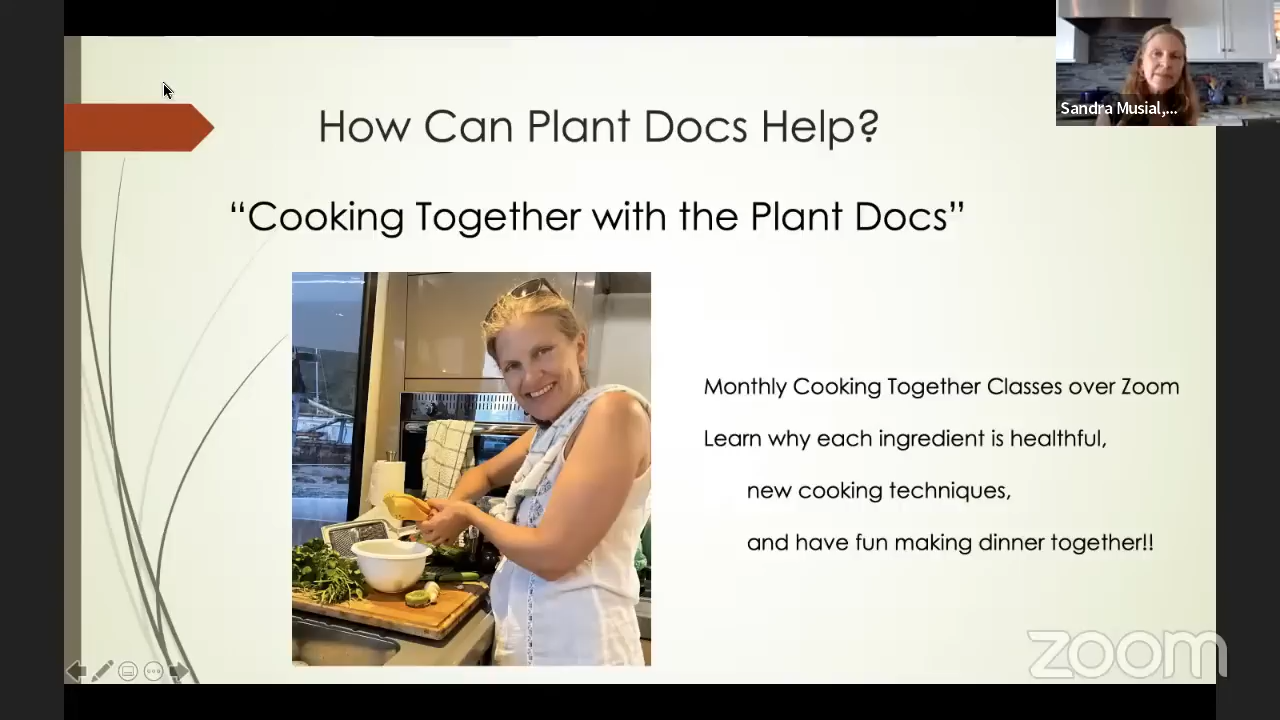 Sandra Musial,...
How Can Plant Docs Help?
“Cooking Together with the Plant Docs”
Monthly Cooking Together Classes over Zoom
Learn why each ingredient is healthful,
new cooking techniques,
and have fun making dinner together!!
zoom